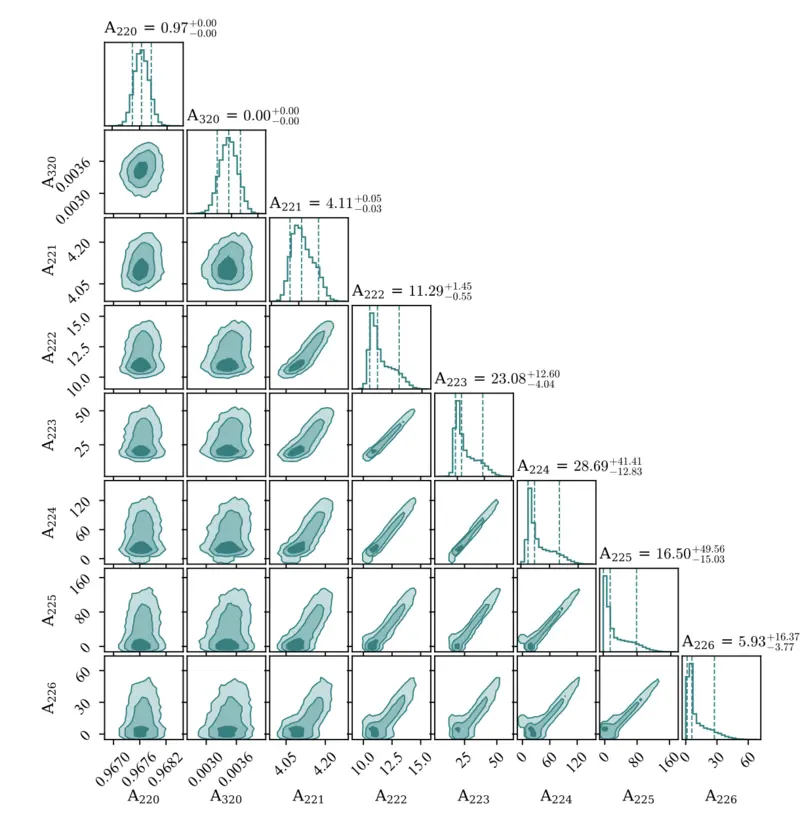 A₂₂₀ = 0.97 +0.00 −0.00
A₃₂₀ = 0.00 +0.00 −0.00
A₃₂₀ 0.0036 0.0030
A₂₂₁ = 4.11 +0.05 −0.03
A₂₂₁ 4.20 4.05
A₂₂₂ = 11.29 +1.45 −0.55
A₂₂₂ 15.0 12.5 10.0
A₂₂₃ = 23.08 +12.60 −4.04
A₂₂₃ 50 25
A₂₂₄ = 28.69 +41.41 −12.83
A₂₂₄ 120 60 0
A₂₂₅ = 16.50 +49.56 −15.03
A₂₂₅ 160 80 0
A₂₂₆ = 5.93 +16.37 −3.77
A₂₂₆ 60 30 0
0.9670 0.9676 0.9682 0.0030 0.0036 4.05 4.20 10.0 12.5 15.0 25 50 0 60 120 0 80 160 0 30 60
A₂₂₀ A₃₂₀ A₂₂₁ A₂₂₂ A₂₂₃ A₂₂₄ A₂₂₅ A₂₂₆